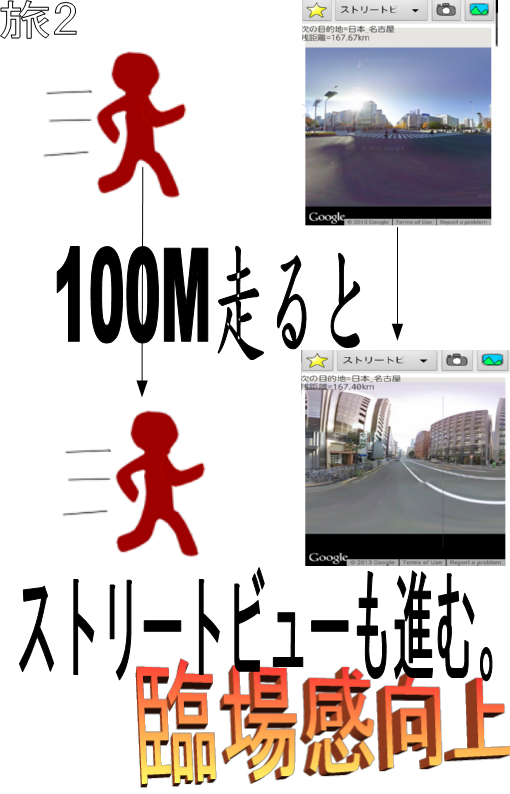 旅2
ストリートビ
次の目的地=日本_名古屋
残距離=167.67km
Google
© 2013 Google
Terms of Use
Report a problem
100M走ると
ストリートビ
次の目的地=日本_名古屋
残距離=167.40km
Google
© 2013 Google
Terms of Use
Report a problem
ストリートビューも進む。
臨場感向上